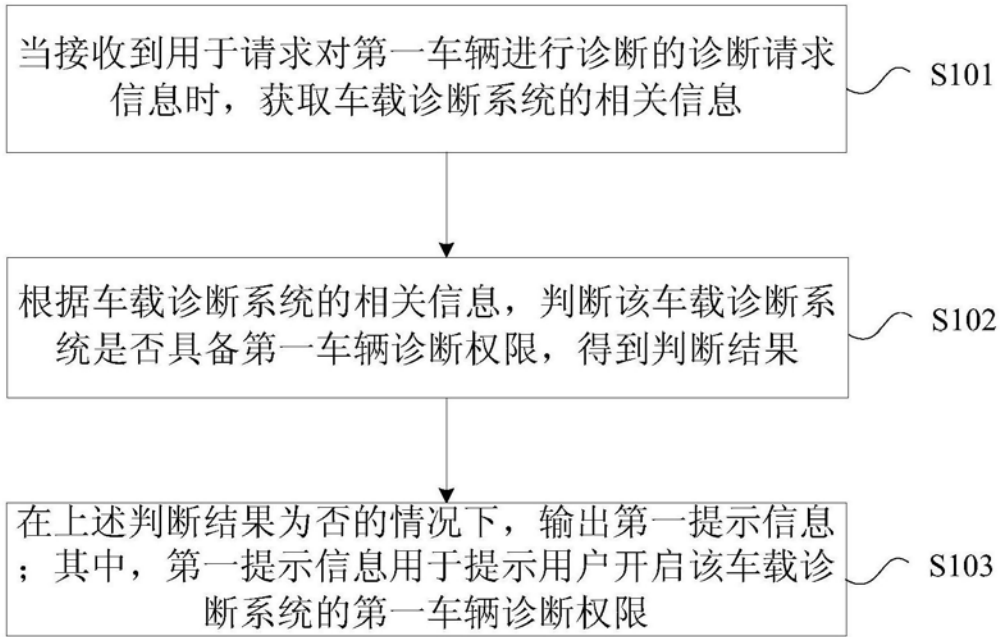 当接收到用于请求对第一车辆进行诊断的诊断请求
信息时，获取车载诊断系统的相关信息
S101
根据车载诊断系统的相关信息，判断该车载诊断系
统是否具备第一车辆诊断权限，得到判断结果
S102
在上述判断结果为否的情况下，输出第一提示信息
；其中，第一提示信息用于提示用户开启该车载诊
断系统的第一车辆诊断权限
S103